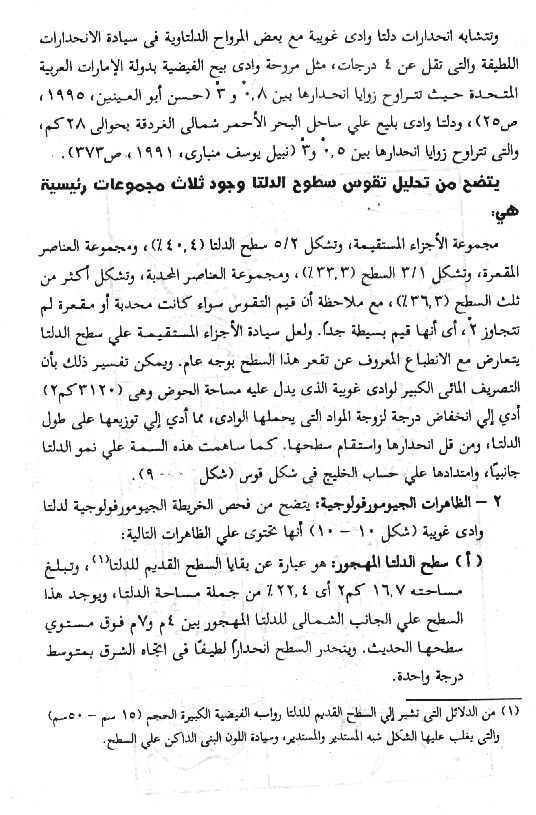 وتتشابه انحدارات دلتا وادى غويبة مع بعض المرواح الدلتاوية فى سيادة الانحدارات
اللطيفة والتى تقل عن ٤ درجات، مثل مروحة وادى بيح الفيضية بدولة الإمارات العربية
المتحدة حيث تتراوح زوايا انحدارها بين ٠,٨ْ و ٣ْ (حسن أبو العينين، ١٩٩٥،
ص٢٥)، ودلتا وادى بليع علي ساحل البحر الأحمر شمالى الغردقة بحوالى ٢٨كم،
والتى تتراوح زوايا انحدارها بين ٠,٥ْ و٣ْ (نبيل يوسف منبارى، ١٩٩١، ص٣٧٣).
يتضح من تحليل تقوس سطوح الدلتا وجود ثلاث مجموعات رئيسية
هي:
مجموعة الأجزاء المستقيمة، وتشكل ٥/٢ سطح الدلتا (٤٠,٤٪)، ومجموعة العناصر
المقعرة، وتشكل ٣/١ السطح (٣٣,٣٪)، ومجموعة العناصر المحدبة، وتشكل أكثر من
ثلث السطح (٣٦,٣٪)، مع ملاحظة أن قيم التقوس سواء كانت محدبة أو مقعرة لم
تتجاوز ٢ْ، أى أنها قيم بسيطة جداً. ولعل سيادة الأجزاء المستقيمة علي سطح الدلتا
يتعارض مع الانطباع المعروف عن تقعر هذا السطح بوجه عام. ويمكن تفسير ذلك بأن
التصريف المائى الكبير لوادى غويبة الذى يدل عليه مساحة الحوض وهى (٣١٢٠كم٢)
أدي إلي انخفاض درجة لزوجة المواد التى يحملها الوادى، مما أدي إلي توزيعها على طول
الدلتا، ومن قل انحدارها واستقام سطحها. كما ساهمت هذه السمة علي نمو الدلتا
جانبيًا، وامتدادها علي حساب الخليج فى شكل قوس (شكل ٩ - ).
٢ – الظاهرات الجيومورفولوجية: يتضح من فحص الخريطة الجيومورفولوجية لدلتا
وادى غويبة (شكل ١٠ – ١٠) أنها تحتوى علي الظاهرات التالية:
(أ) سطح الدلتا المهجور: هو عبارة عن بقايا السطح القديم للدلتا(١)، وتبلغ
مساحته ١٦,٧ كم٢ أى ٢٢,٤٪ من جملة مساحة الدلتا، ويوجد هذا
السطح علي الجانب الشمالى للدلتا المهجور بين ٤م و٧م فوق مستوي
سطحها الحديث. وينحدر السطح انحداراً لطيفًا فى اتجاه الشرق بمتوسط
درجة واحدة.
(١) من الدلائل التى تشير إلي السطح القديم للدلتا رواسبه الفيضية الكبيرة الحجم (١٥ سم – ٥٠سم)
والتى يغلب عليها الشكل شبه المستدير والمستدير، وسيادة اللون البنى الداكن علي السطح.